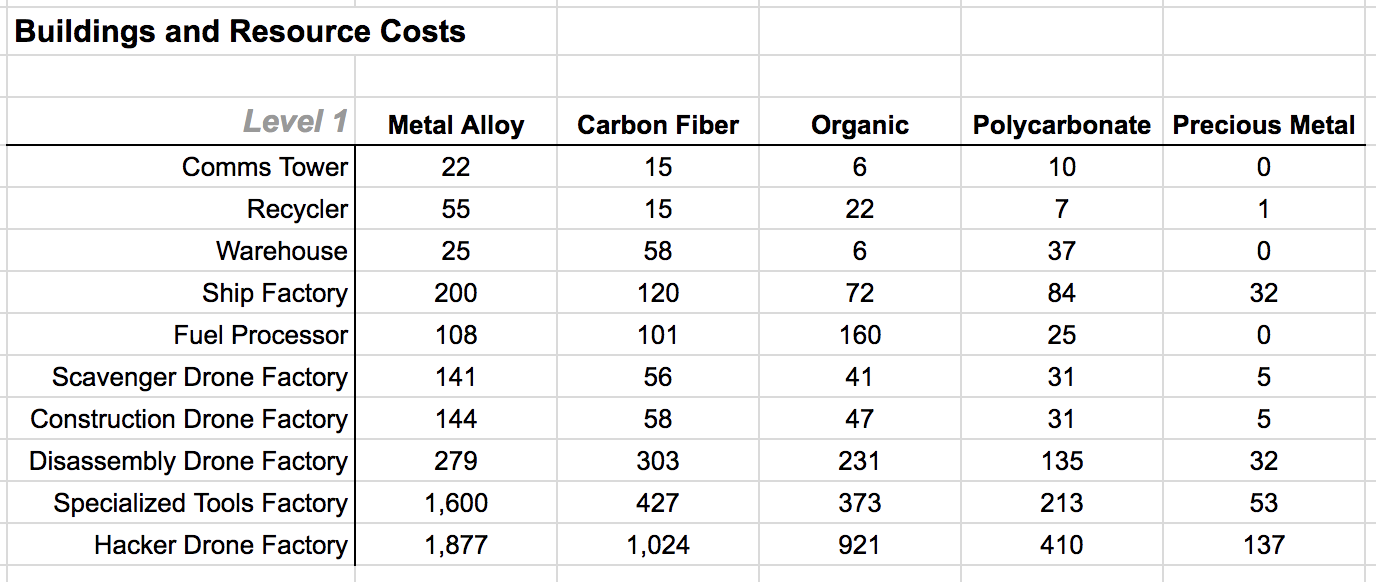 Buildings and Resource Costs
Level 1 Metal Alloy Carbon Fiber Organic Polycarbonate Precious Metal
Comms Tower 22 15 6 10 0
Recycler 55 15 22 7 1
Warehouse 25 58 6 37 0
Ship Factory 200 120 72 84 32
Fuel Processor 108 101 160 25 0
Scavenger Drone Factory 141 56 41 31 5
Construction Drone Factory 144 58 47 31 5
Disassembly Drone Factory 279 303 231 135 32
Specialized Tools Factory 1,600 427 373 213 53
Hacker Drone Factory 1,877 1,024 921 410 137